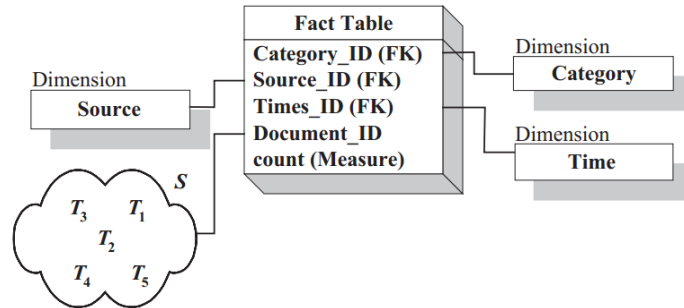 Fact Table
Category_ID (FK)
Source_ID (FK)
Times_ID (FK)
Document_ID
count (Measure)
Dimension
Source
Dimension
Category
Dimension
Time
S
T3 T1
T2
T4 T5